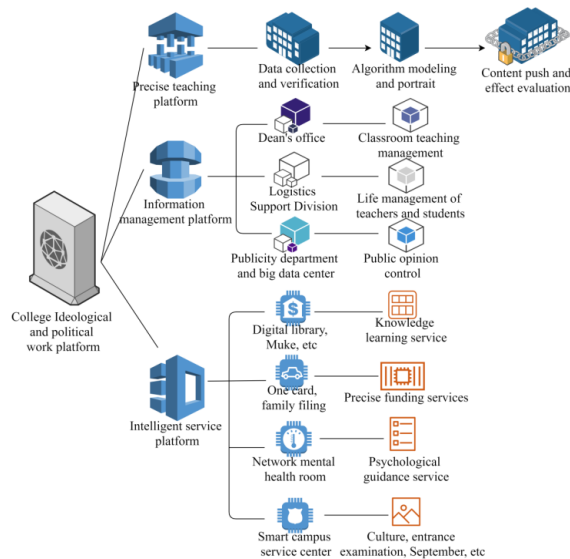 Precise teaching
platform
Data collection
and verification
Algorithm modeling
and portrait
Content push and
effect evaluation
Dean's office
Classroom teaching
management
Information
management platform
Logistics
Support Division
Life management of
teachers and students
Publicity department
and big data center
Public opinion
control
College Ideological
and political
work platform
Digital library,
Muke, etc
Knowledge
learning service
One card,
family filing
Precise funding services
Intelligent service
platform
Network mental
health room
Psychological
guidance service
Smart campus
service center
Culture, entrance
examination, September, etc